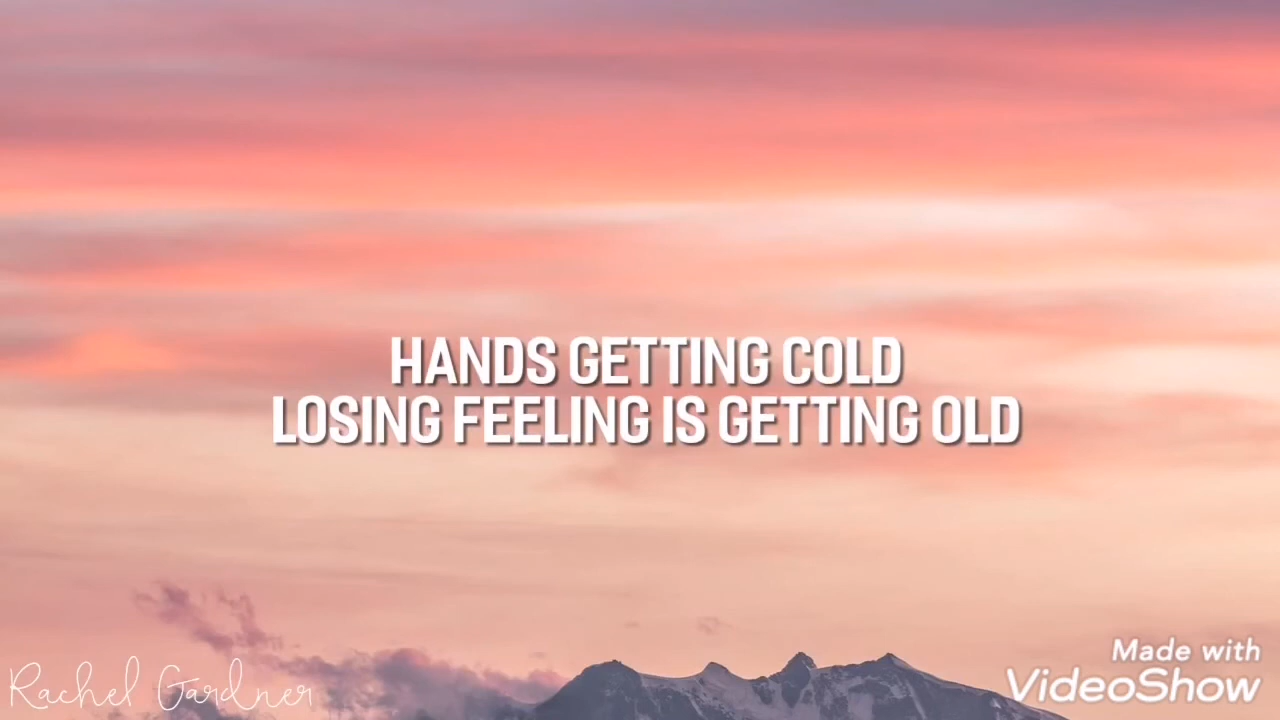 HANDS GETTING COLD
LOSING FEELING IS GETTING OLD
Rachel Gardner
Made with
VideoShow